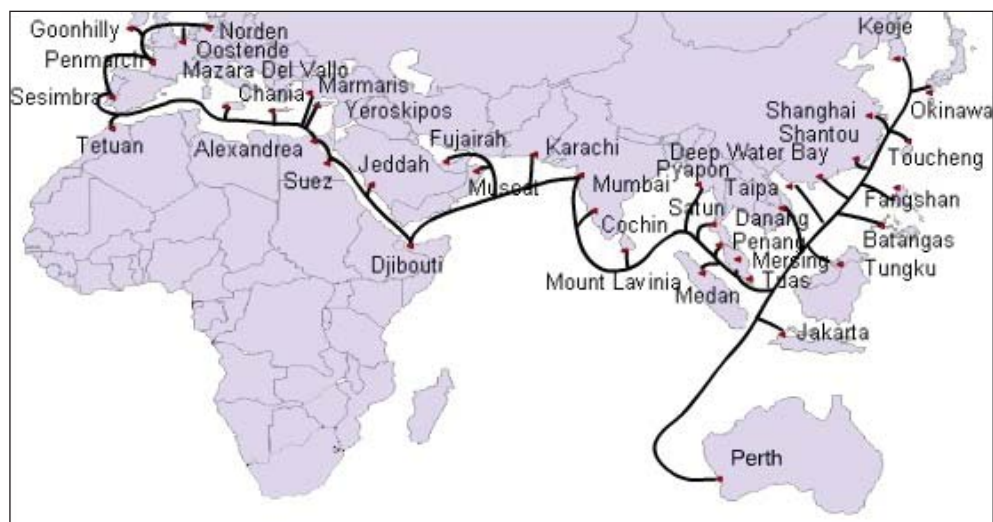 Goonhilly
Norden
Oostende
Penmarch
Mazara Del Vallo
Marmaris
Sesimbra
Chania
Yeroskipos
Tetuan
Alexandrea
Suez
Jeddah
Fujairah
Karachi
Muscat
Mumbai
Djibouti
Cochin
Mount Lavinia
Keoje
Okinawa
Shanghai
Shantou
Toucheng
Deep Water Bay
Pyapon
Taipa
Fangshan
Satun
Danang
Batangas
Penang
Mersing
Tungku
Tuas
Medan
Jakarta
Perth